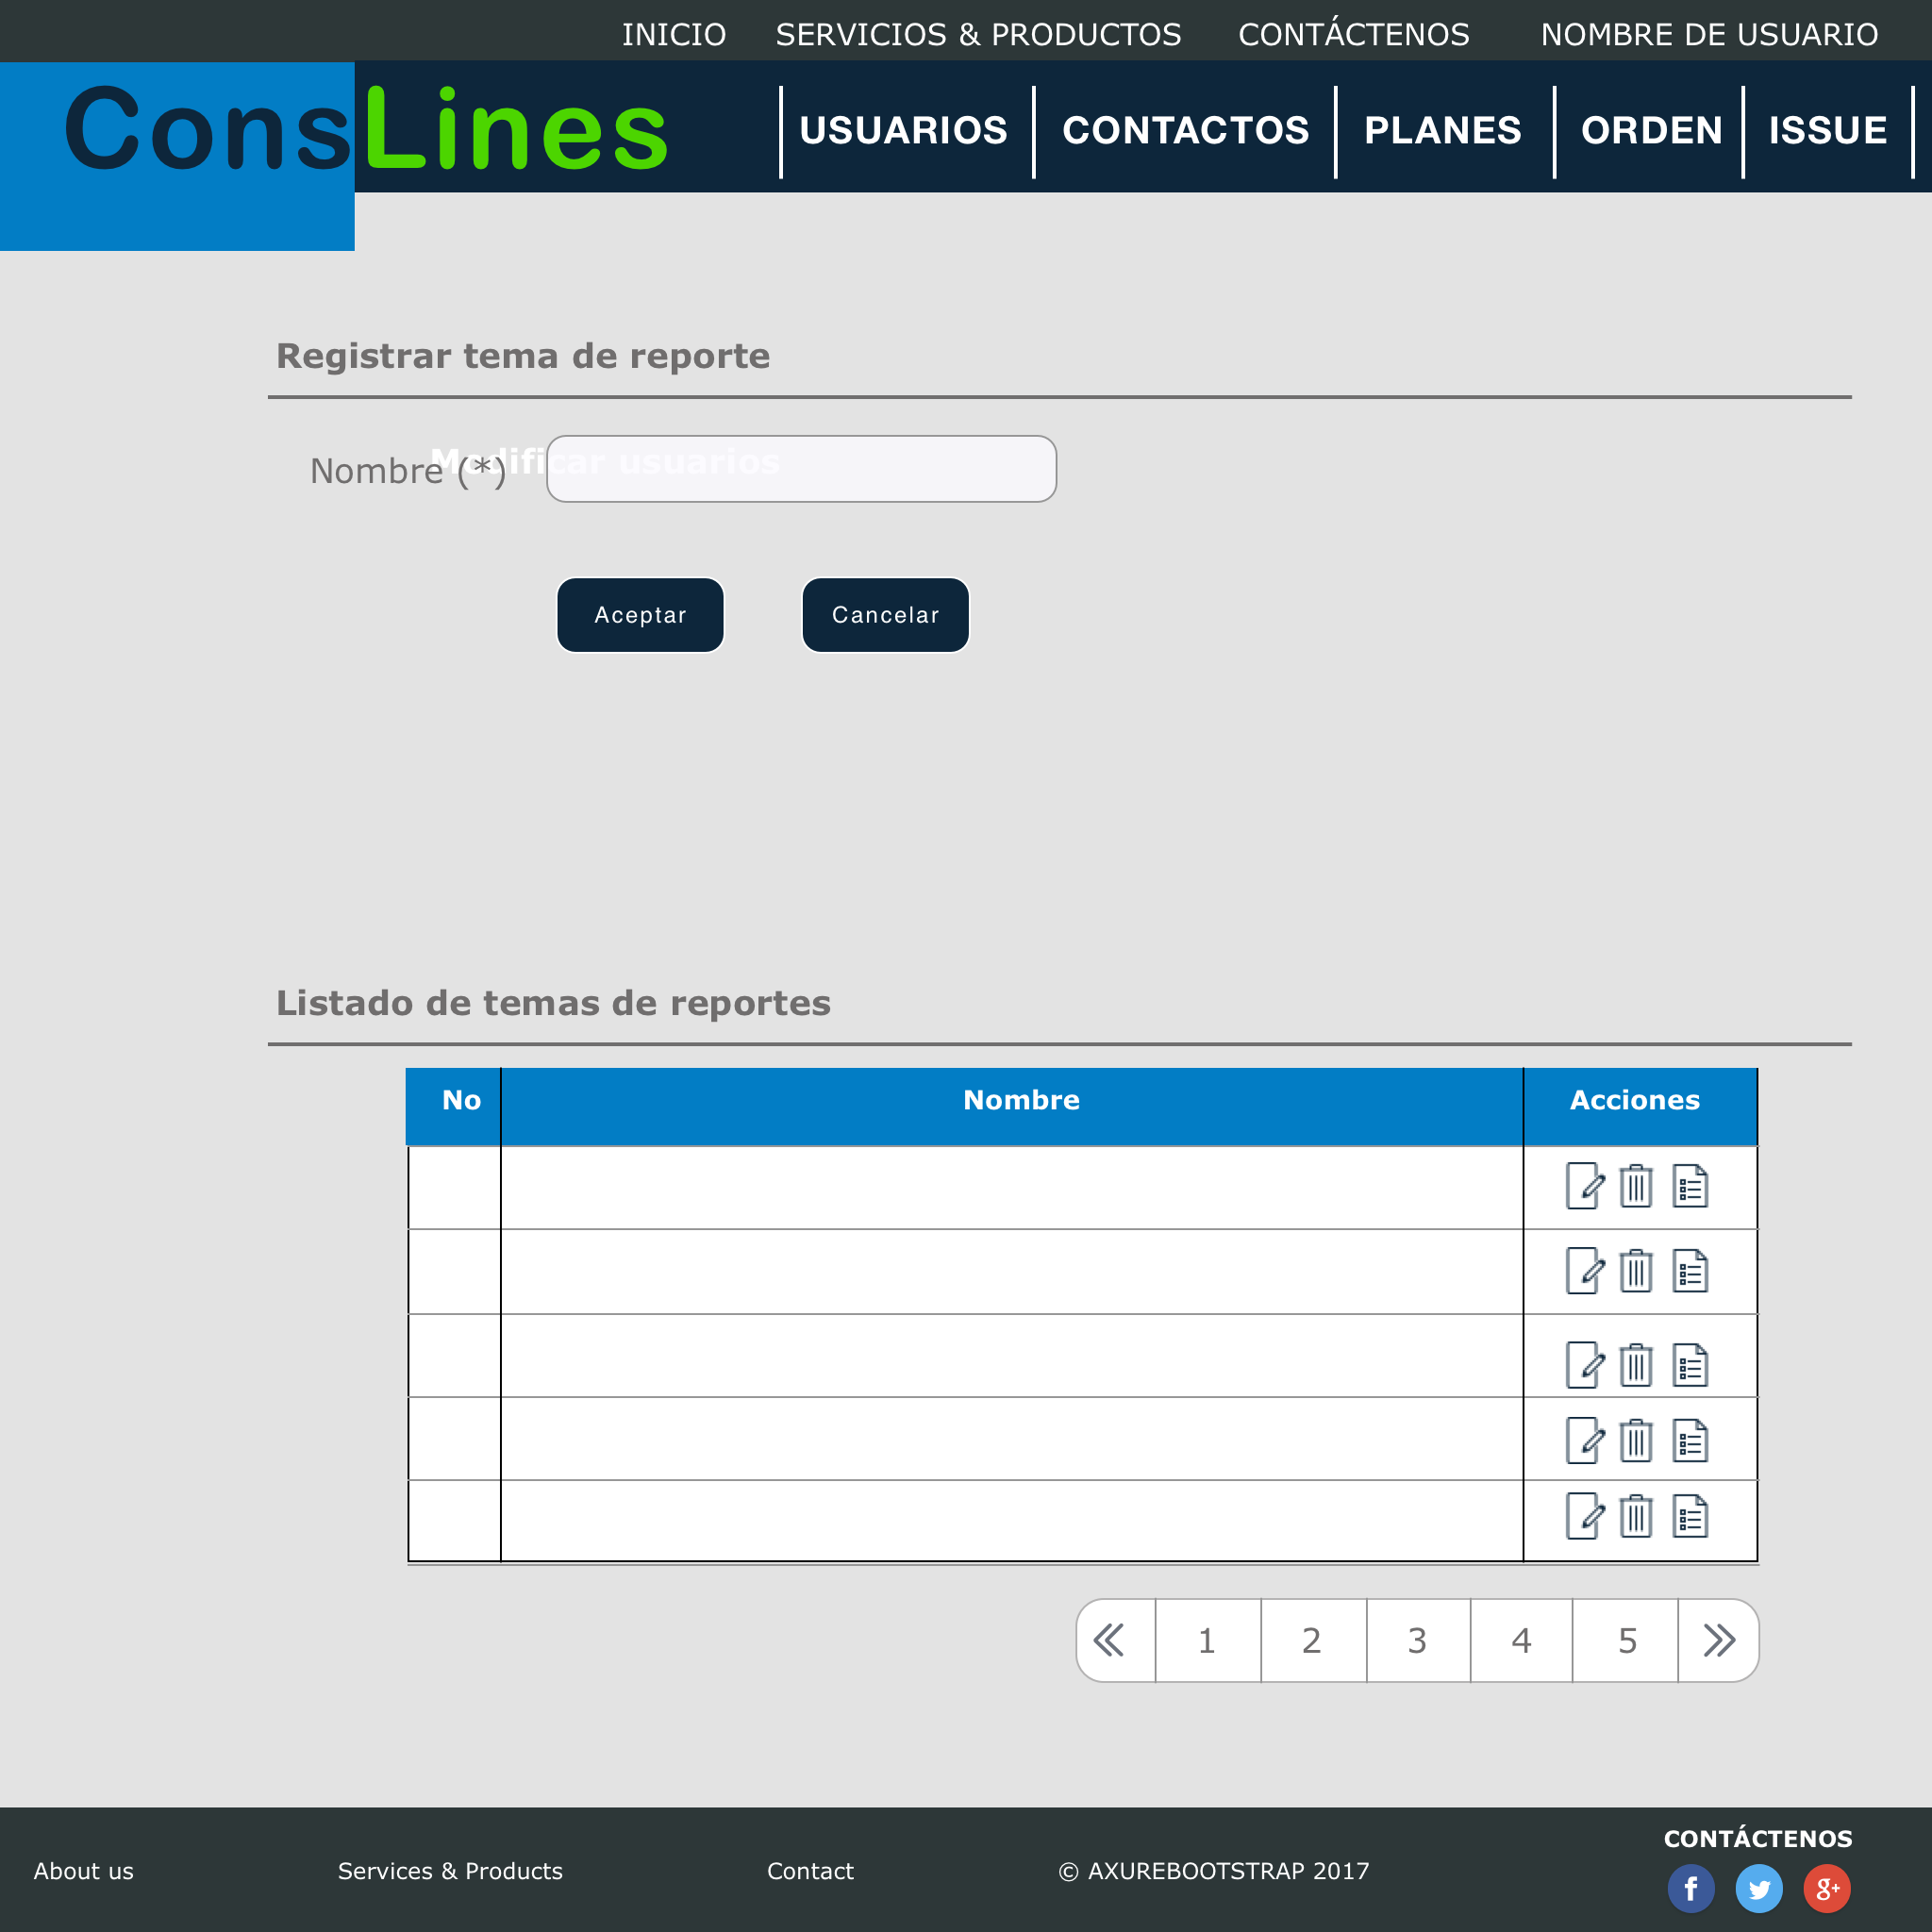 INICIO SERVICIOS & PRODUCTOS CONTÁCTENOS NOMBRE DE USUARIO
ConsLines
USUARIOS CONTACTOS PLANES ORDEN ISSUE
Registrar tema de reporte
Modificar usuarios
Nombre (*)
Aceptar Cancelar
Listado de temas de reportes
No Nombre Acciones
1 2 3 4 5
CONTÁCTENOS
About us Services & Products Contact © AXUREBOOTSTRAP 2017
f g+